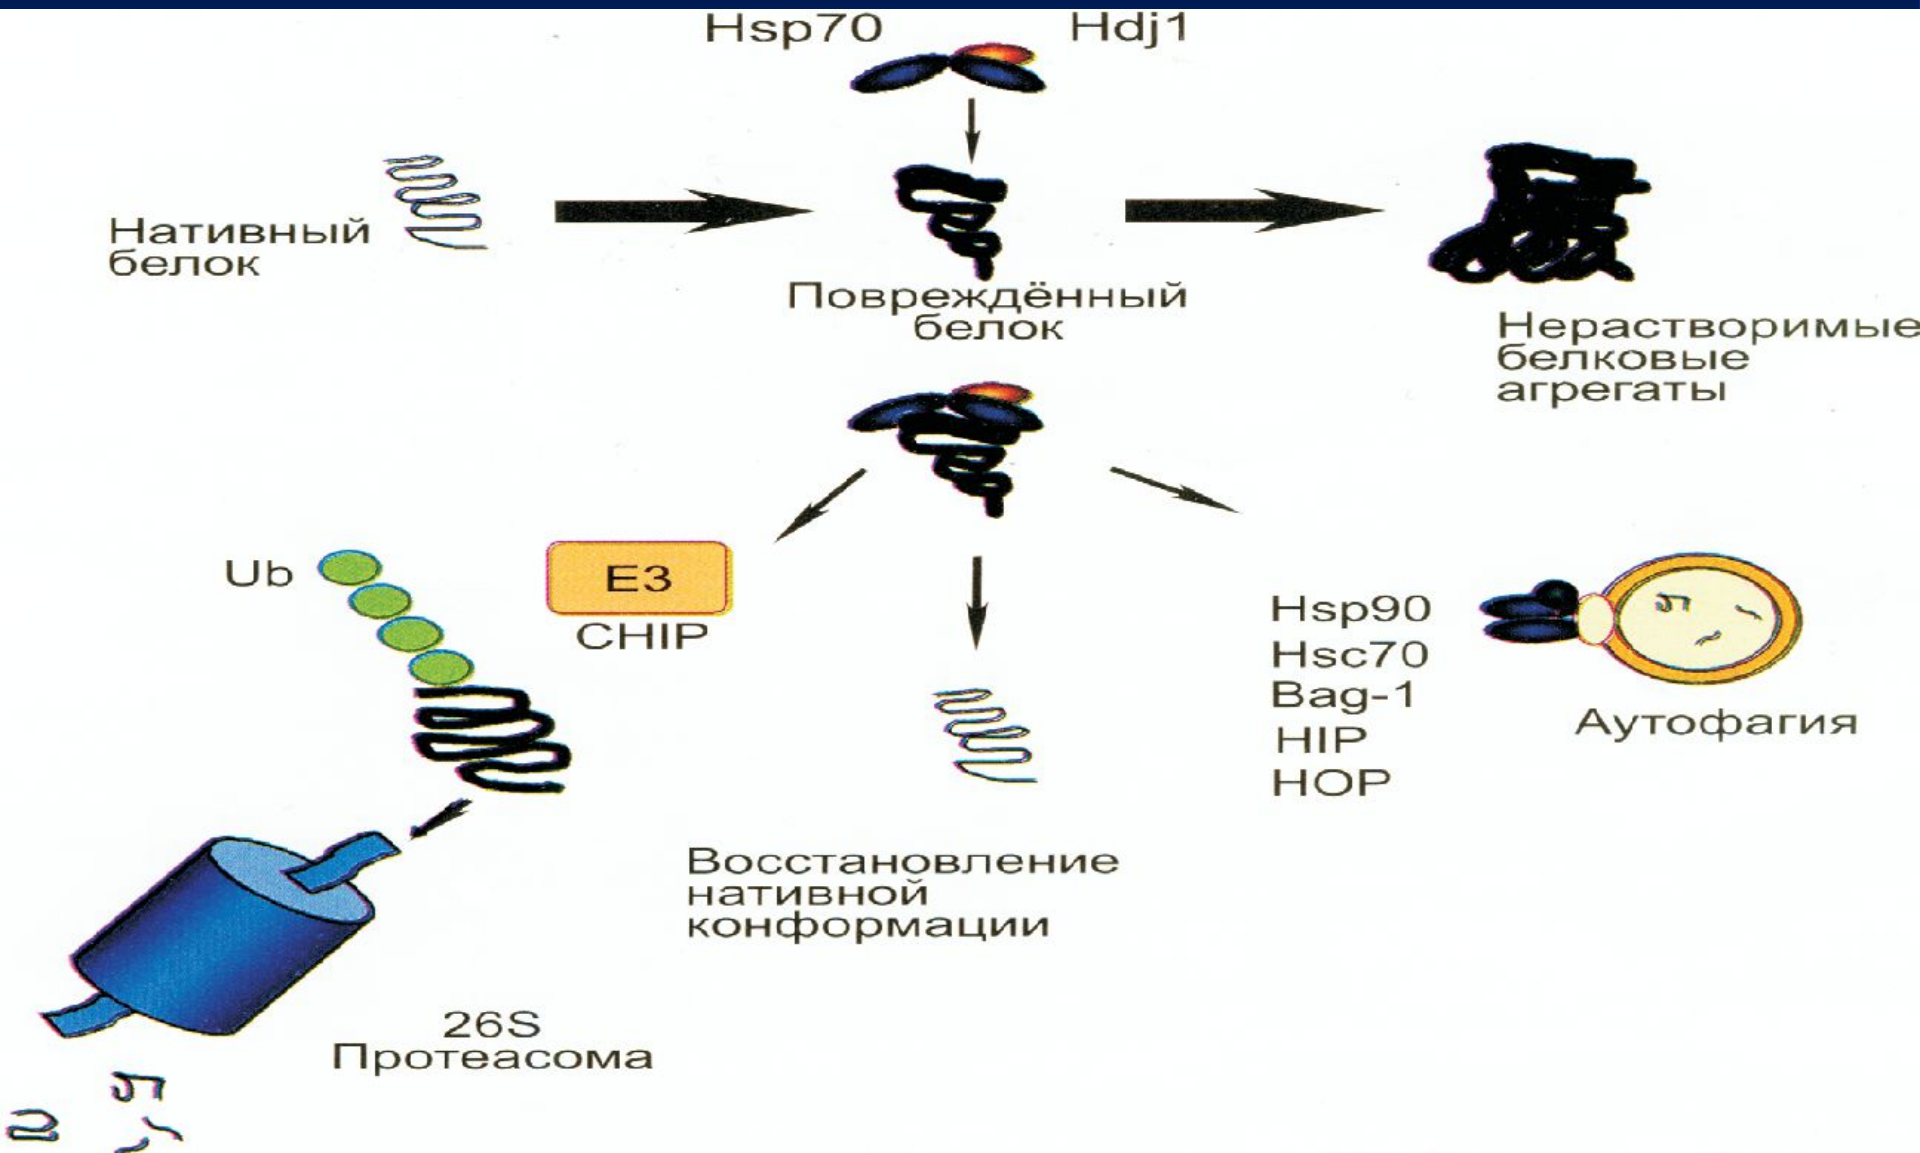 Hsp70
Hdj1
Нативный
белок
Повреждённый
белок
Нерастворимые
белковые
агрегаты
Ub
E3
CHIP
Hsp90
Hsc70
Bag-1
HIP
HOP
Аутофагия
Восстановление
нативной
конформации
26S
Протеасома